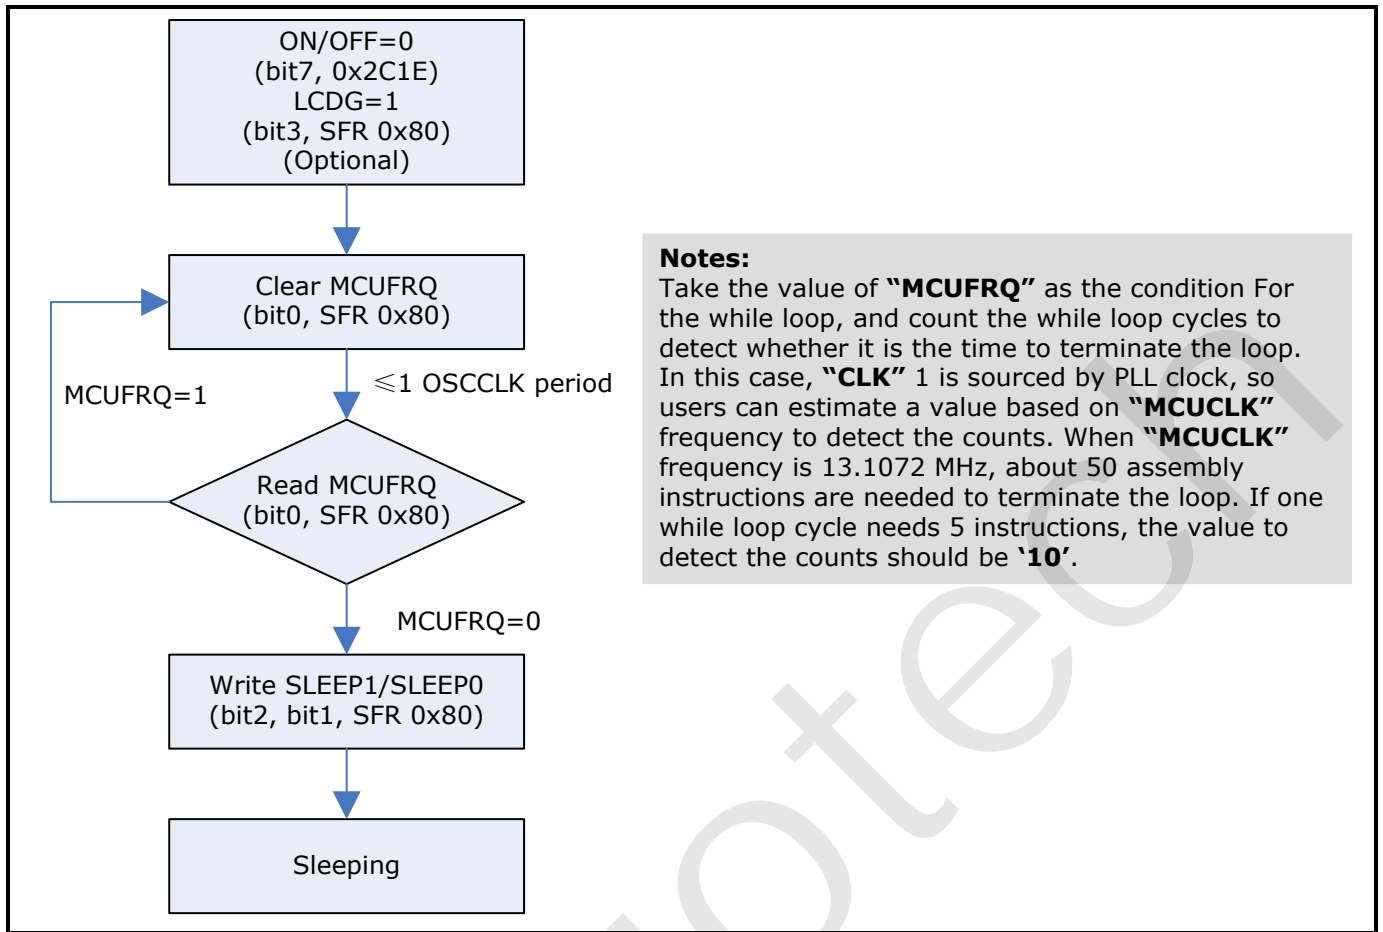 ON/OFF=0
(bit7, 0x2C1E)
LCDG=1
(bit3, SFR 0x80)
(Optional)
Clear MCUFRQ
(bit0, SFR 0x80)
MCUFRQ=1
≤1 OSCCLK period
Read MCUFRQ
(bit0, SFR 0x80)
MCUFRQ=0
Write SLEEP1/SLEEP0
(bit2, bit1, SFR 0x80)
Sleeping
Notes:
Take the value of “MCUFRQ” as the condition For
the while loop, and count the while loop cycles to
detect whether it is the time to terminate the loop.
In this case, “CLK” 1 is sourced by PLL clock, so
users can estimate a value based on “MCUCLK”
frequency to detect the counts. When “MCUCLK”
frequency is 13.1072 MHz, about 50 assembly
instructions are needed to terminate the loop. If one
while loop cycle needs 5 instructions, the value to
detect the counts should be ‘10’.
otech